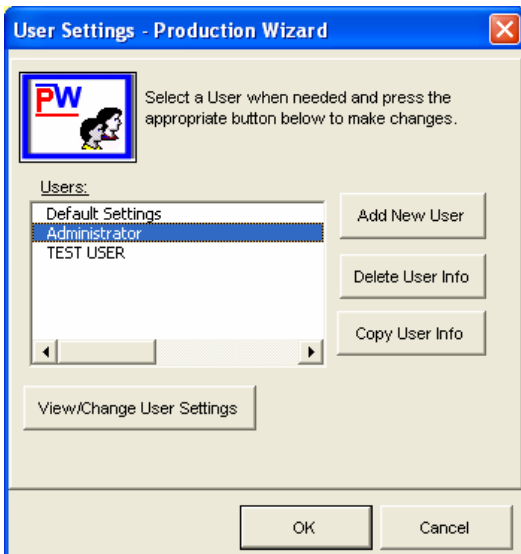 User Settings - Production Wizard
PW
Select a User when needed and press the
appropriate button below to make changes.
Users:
Default Settings
Administrator
TEST USER
Add New User
Delete User Info
Copy User Info
View/Change User Settings
OK
Cancel